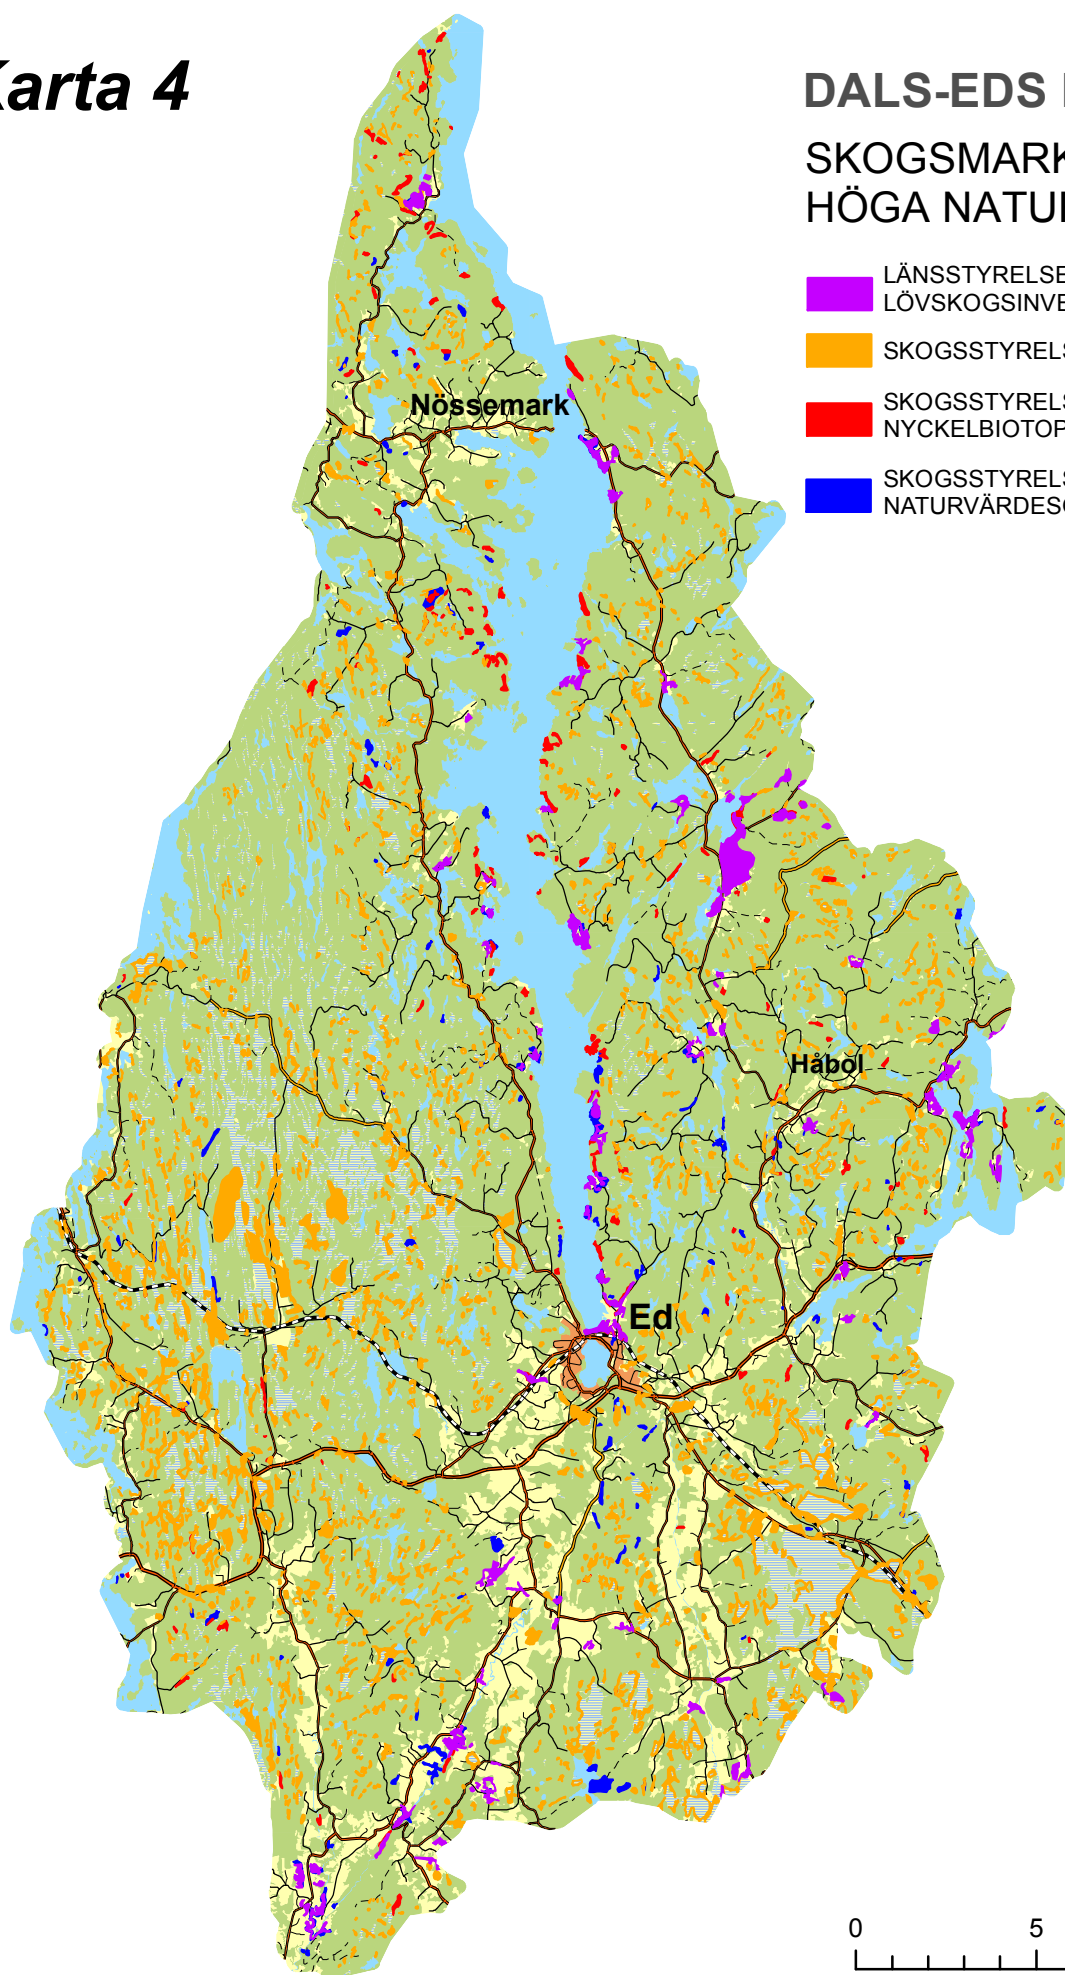 Karta 4
DALS-EDS
SKOGSMARK
HÖGA NATU
LÄNSSTYRELSE
LÖVSKOGSINVE
SKOGSSTYRELS
SKOGSSTYRELS
NYCKELBIOTOP
SKOGSSTYRELS
NATURVÄRDES
Nössemark
Håbol
Ed
0 5